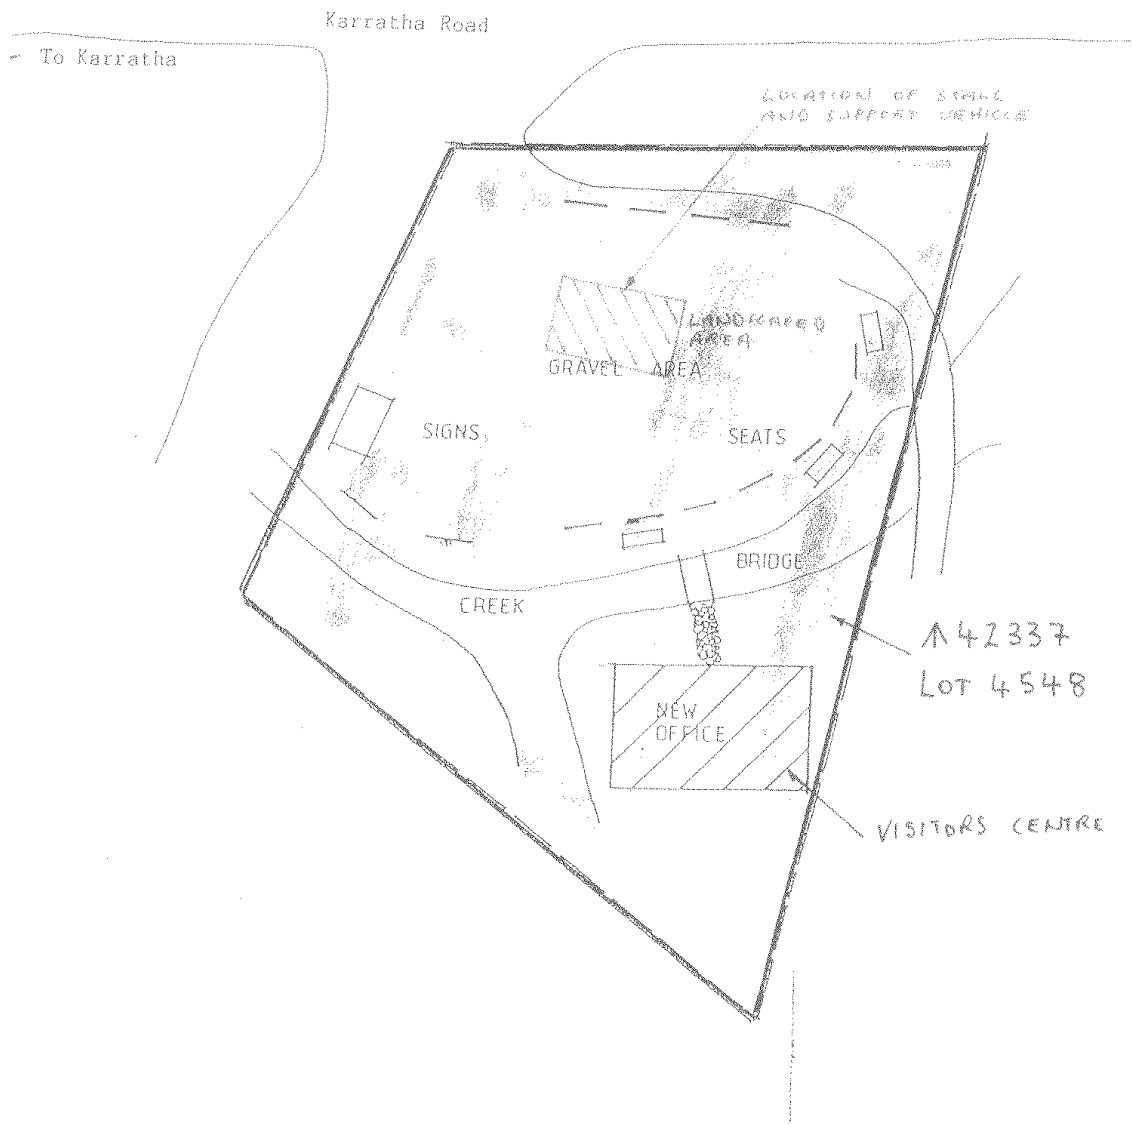 Karratha Road
To Karratha
LOCATION OF STALL
AND SUPPORT VEHICLE
LANDSCAPED
AREA
GRAVEL AREA
SIGNS
SEATS
BRIDGE
CREEK
42337
LOT 4548
NEW
OFFICE
VISITORS CENTRE